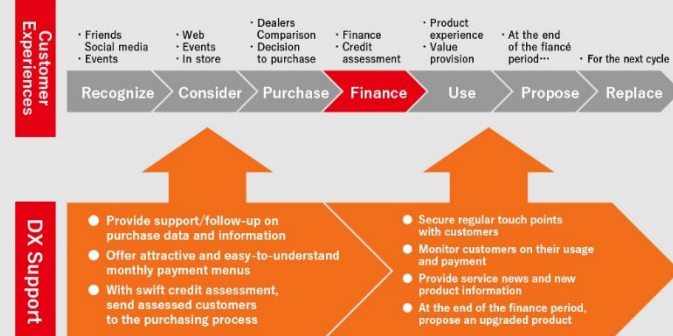 Customer
Experiences
・Friends
Social media
・Events
・Web
・Events
・In store
・Dealers
Comparison
・Decision
to purchase
・Finance
・Credit
assessment
・Product
experience
・Value
provision
・At the end
of the fiancé
period…
・For the next cycle
Recognize
Consider
Purchase
Finance
Use
Propose
Replace
DX Support
● Provide support/follow-up on
purchase data and information
● Offer attractive and easy-to-understand
monthly payment menus
● With swift credit assessment,
send assessed customers
to the purchasing process
● Secure regular touch points
with customers
● Monitor customers on their usage
and payment
● Provide service news and new
product information
● At the end of the finance period,
propose an upgraded product